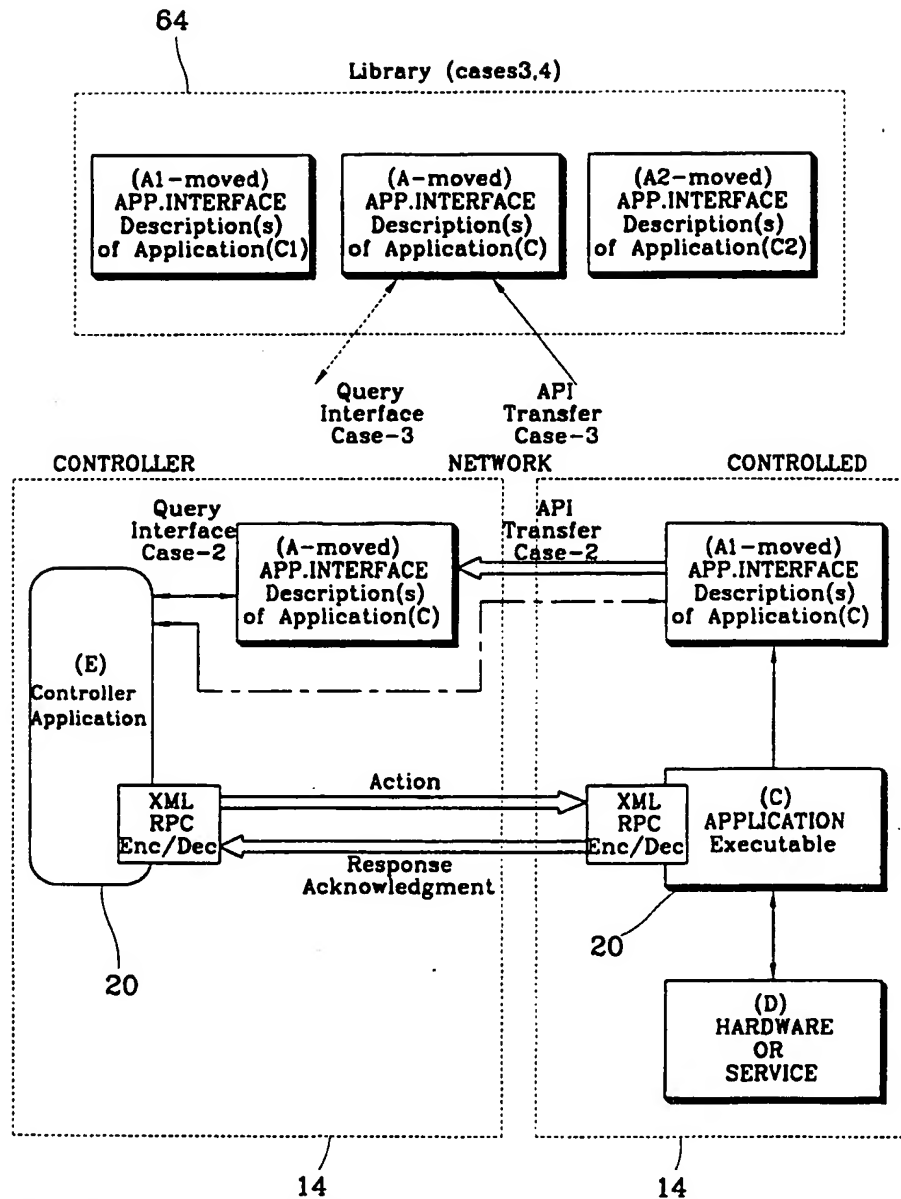 64
Library (cases3,4)
(A1-moved)
APP.INTERFACE
Description(s)
of Application(C1)
(A-moved)
APP.INTERFACE
Description(s)
of Application(C)
(A2-moved)
APP.INTERFACE
Description(s)
of Application(C2)
Query
Interface
Case-3
API
Transfer
Case-3
CONTROLLER
NETWORK
CONTROLLED
Query
Interface
Case-2
(A-moved)
APP.INTERFACE
Description(s)
of Application(C)
API
Transfer
Case-2
(A1-moved)
APP.INTERFACE
Description(s)
of Application(C)
(E)
Controller
Application
XML
RPC
Enc/Dec
Action
Response
Acknowledgment
XML
RPC
Enc/Dec
(C)
APPLICATION
Executable
20
20
(D)
HARDWARE
OR
SERVICE
14
14